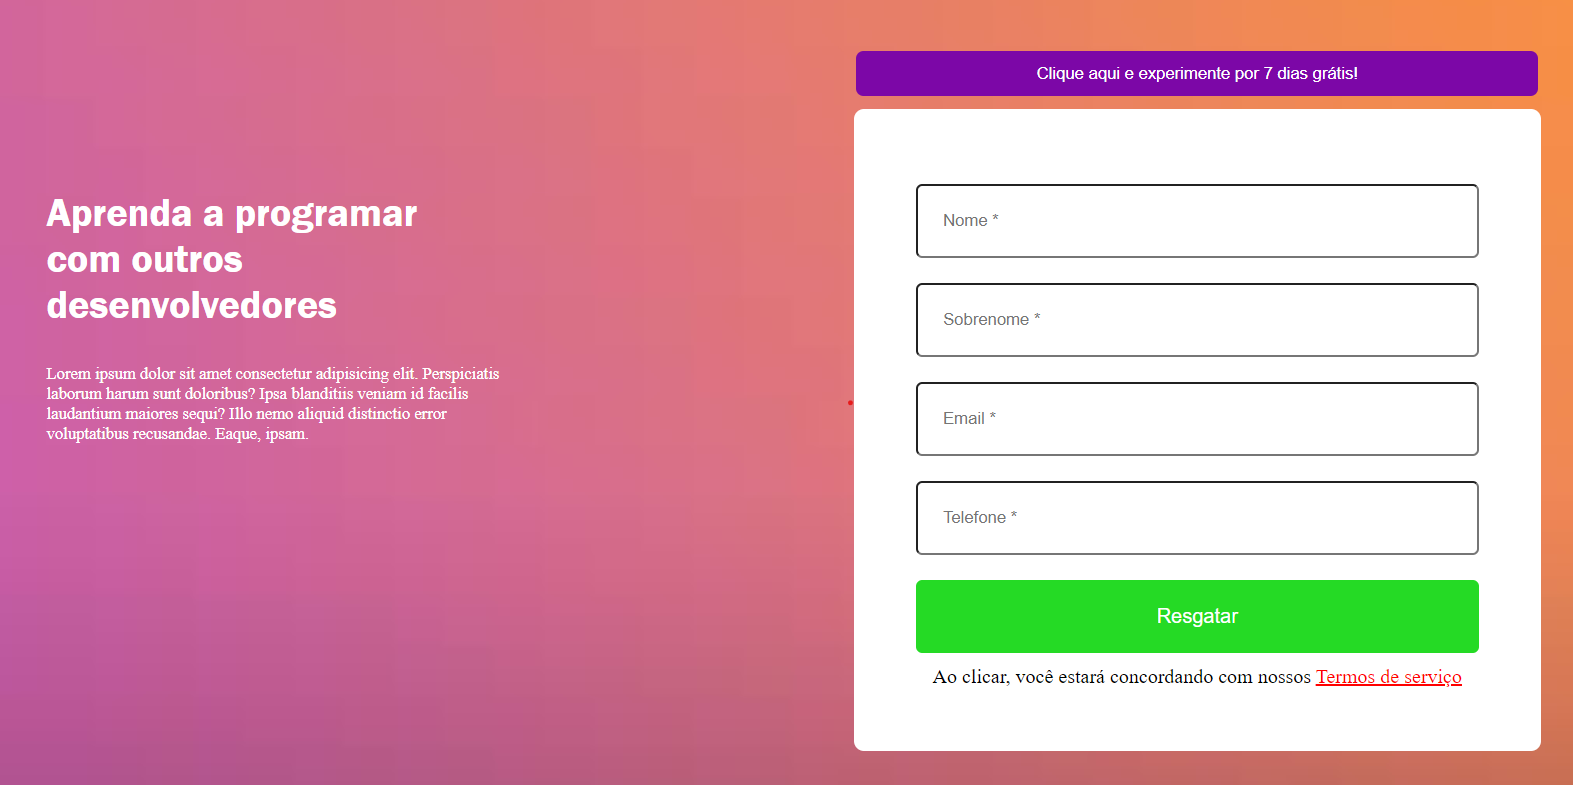 Aprenda a programar
com outros
desenvolvedores
Lorem ipsum dolor sit amet consectetur adipisicing elit. Perspiciatis
laborum harum sunt doloribus? Ipsa blanditiis veniam id facilis
laudantium maiores sequi? Illo nemo aliquid distinctio error
voluptatibus recusandae. Eaque, ipsam.
Clique aqui e experimente por 7 dias grátis!
Nome *
Sobrenome *
Email *
Telefone *
Resgatar
Ao clicar, você estará concordando com nossos Termos de serviço